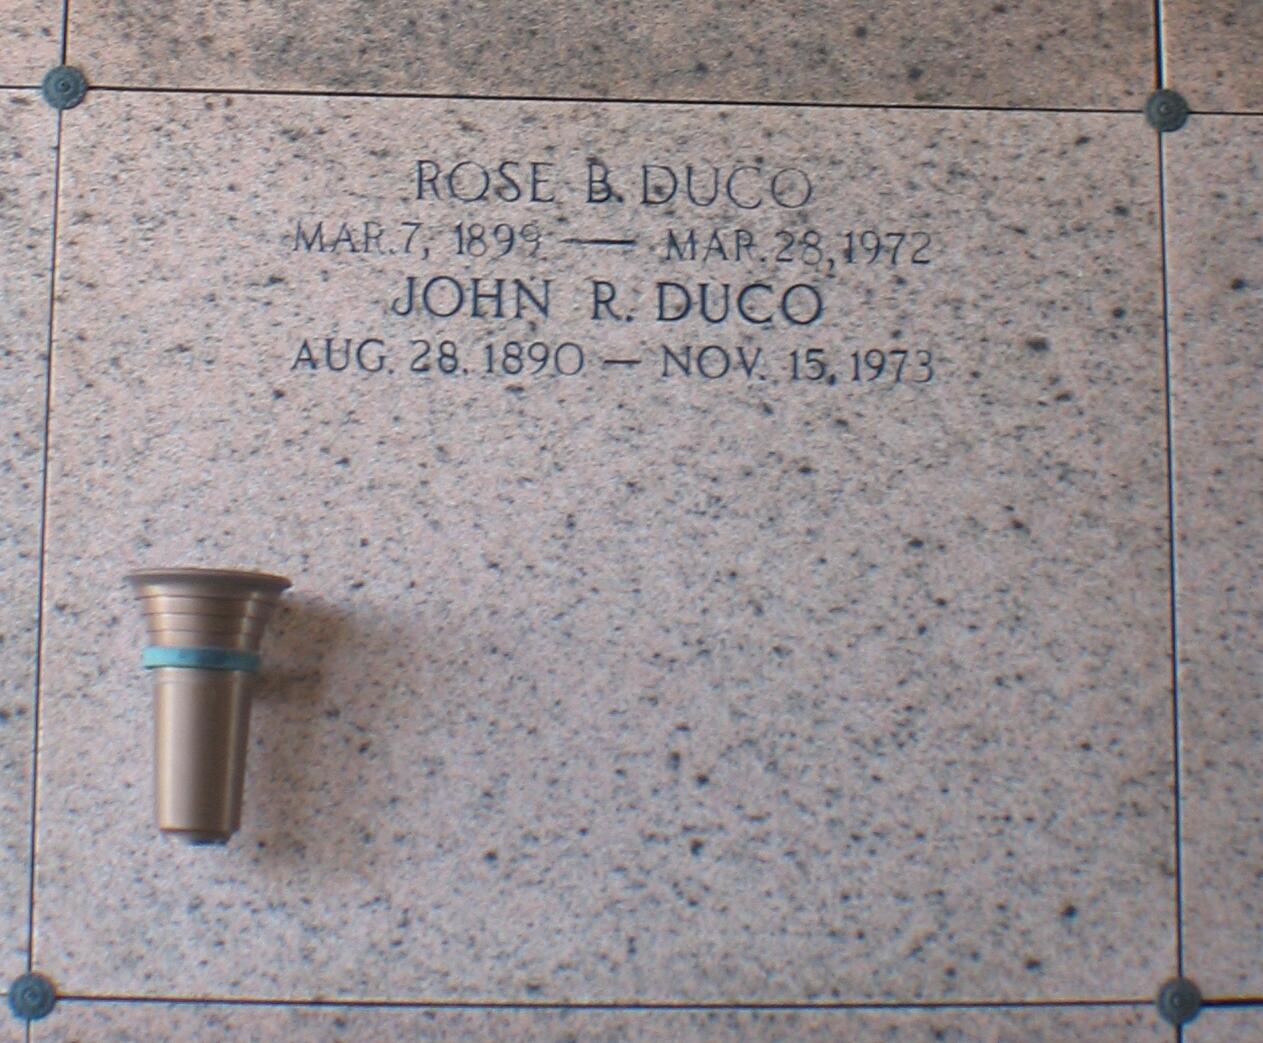 ROSE B. DUCO
MAR. 7, 1899 — MAR. 28, 1972
JOHN R. DUCO
AUG. 28. 1890 — NOV. 15, 1973